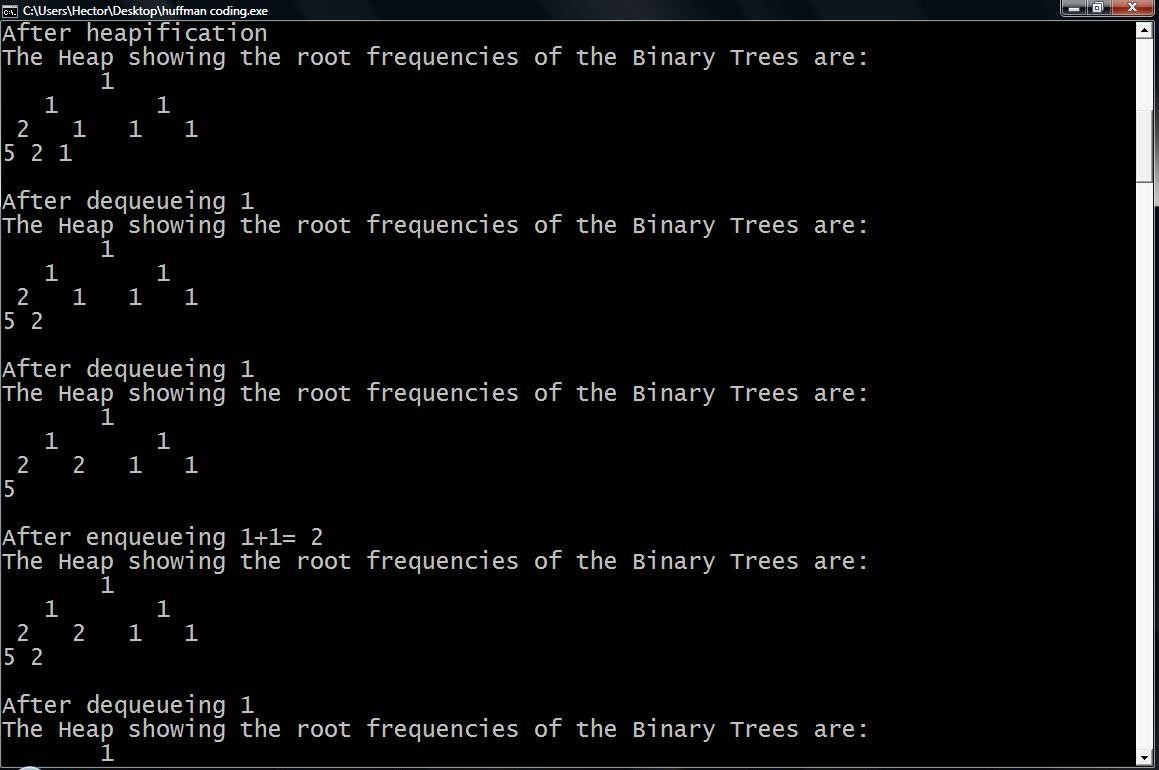 C:\Users\Hector\Desktop\huffman coding.exe
After heapification
The Heap showing the root frequencies of the Binary Trees are:
1
1 1
2 1 1 1
5 2 1
After dequeueing 1
The Heap showing the root frequencies of the Binary Trees are:
1
1 1
2 1 1 1
5 2
After dequeueing 1
The Heap showing the root frequencies of the Binary Trees are:
1
1 1
2 2 1 1
5
After enqueueing 1+1= 2
The Heap showing the root frequencies of the Binary Trees are:
1
1 1
2 2 1 1
5 2
After dequeueing 1
The Heap showing the root frequencies of the Binary Trees are:
1